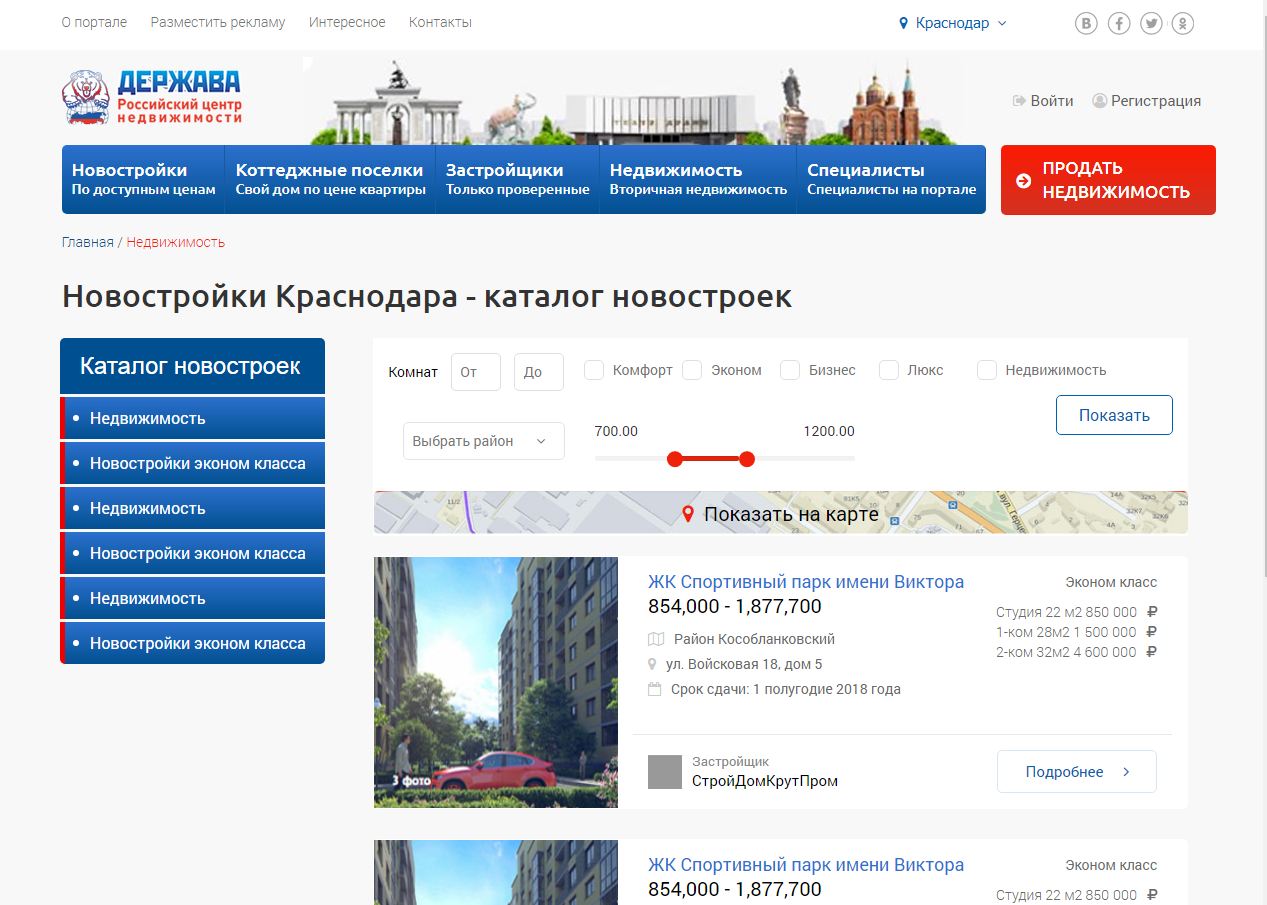 О портале Разместить рекламу Интересное Контакты Краснодар
ДЕРЖАВА
Российский центр
недвижимости
ТЕАТР ДРАМЫ
Войти Регистрация
Новостройки Коттеджные поселки Застройщики Недвижимость Специалисты
По доступным ценам Свой дом по цене квартиры Только проверенные Вторичная недвижимость Специалисты на портале
ПРОДАТЬ
НЕДВИЖИМОСТЬ
Главная / Недвижимость
Новостройки Краснодара - каталог новостроек
Каталог новостроек
• Недвижимость
• Новостройки эконом класса
• Недвижимость
• Новостройки эконом класса
• Недвижимость
• Новостройки эконом класса
Комнат От До Комфорт Эконом Бизнес Люкс Недвижимость
Показать
Выбрать район 700.00 1200.00
Показать на карте
ЖК Спортивный парк имени Виктора Эконом класс
854,000 - 1,877,700
Студия 22 м2 850 000 ₽
1-ком 28м2 1 500 000 ₽
2-ком 32м2 4 600 000 ₽
Район Кособланковский
ул. Войсковая 18, дом 5
Срок сдачи: 1 полугодие 2018 года
3 фото
Застройщик
СтройДомКрутПром
Подробнее
ЖК Спортивный парк имени Виктора Эконом класс
854,000 - 1,877,700
Студия 22 м2 850 000 ₽